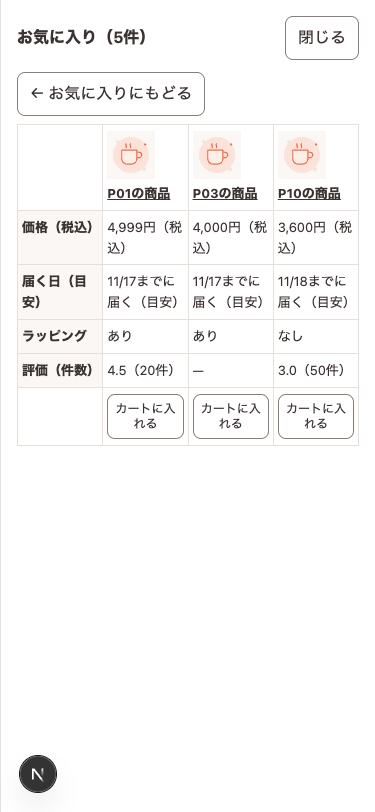 お気に入り（5件）
閉じる
← お気に入りにもどる
P01の商品 P03の商品 P10の商品
価格（税込） 4,999円（税込） 4,000円（税込） 3,600円（税込）
届く日（目安） 11/17までに届く（目安） 11/17までに届く（目安） 11/18までに届く（目安）
ラッピング あり あり なし
評価（件数） 4.5（20件） — 3.0（50件）
カートに入れる カートに入れる カートに入れる
N